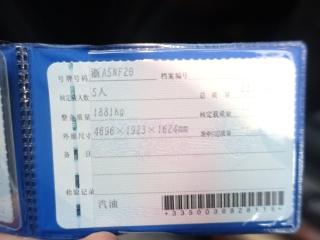 号牌号码 浙A5NF20 档案编号
核定载人数 5人 总质量
整备质量 1881kg 核定载质量
外廓尺寸 4696×1923×1624mm 准牵引总质量
备注
检验记录
汽油